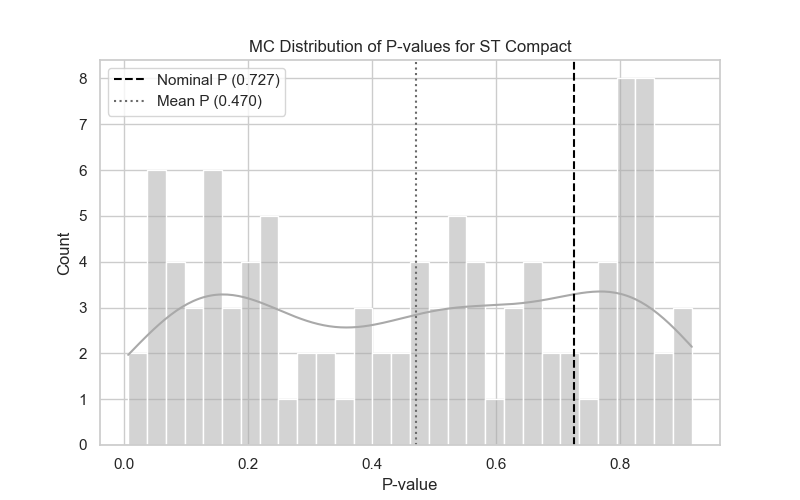 MC Distribution of P-values for ST Compact
Nominal P (0.727)
Mean P (0.470)
Count
8
7
6
5
4
3
2
1
0
0.0 0.2 0.4 0.6 0.8
P-value